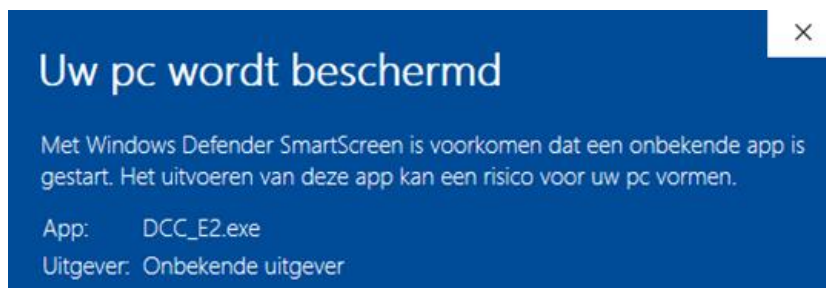 Uw pc wordt beschermd
Met Windows Defender SmartScreen is voorkomen dat een onbekende app is
gestart. Het uitvoeren van deze app kan een risico voor uw pc vormen.
App: DCC_E2.exe
Uitgever: Onbekende uitgever